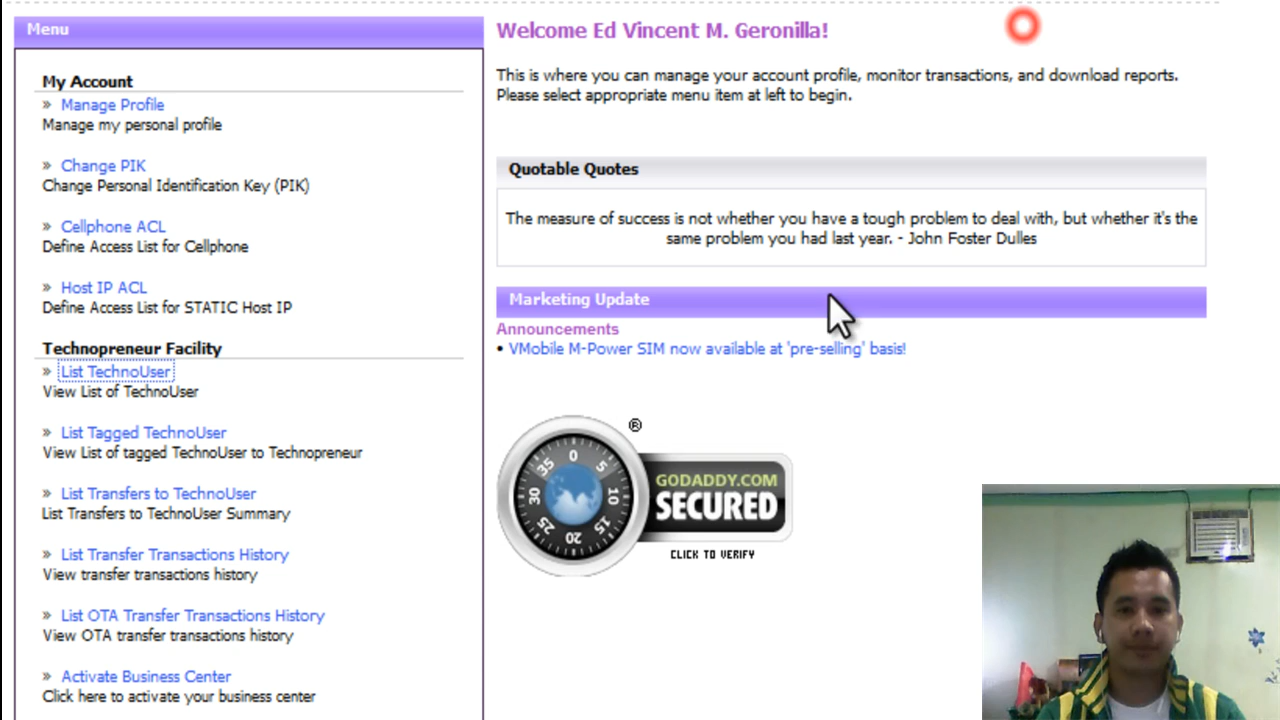 Menu
My Account
» Manage Profile
Manage my personal profile
» Change PIK
Change Personal Identification Key (PIK)
» Cellphone ACL
Define Access List for Cellphone
» Host IP ACL
Define Access List for STATIC Host IP
Technopreneur Facility
» List TechnoUser
View List of TechnoUser
» List Tagged TechnoUser
View List of tagged TechnoUser to Technopreneur
» List Transfers to TechnoUser
List Transfers to TechnoUser Summary
» List Transfer Transactions History
View transfer transactions history
» List OTA Transfer Transactions History
View OTA transfer transactions history
» Activate Business Center
Click here to activate your business center
Welcome Ed Vincent M. Geronilla!
This is where you can manage your account profile, monitor transactions, and download reports.
Please select appropriate menu item at left to begin.
Quotable Quotes
The measure of success is not whether you have a tough problem to deal with, but whether it's the
same problem you had last year. - John Foster Dulles
Marketing Update
Announcements
• VMobile M-Power SIM now available at 'pre-selling' basis!
®
0 5 10 15 20 25 30 35
GODADDY.COM
SECURED
CLICK TO VERIFY